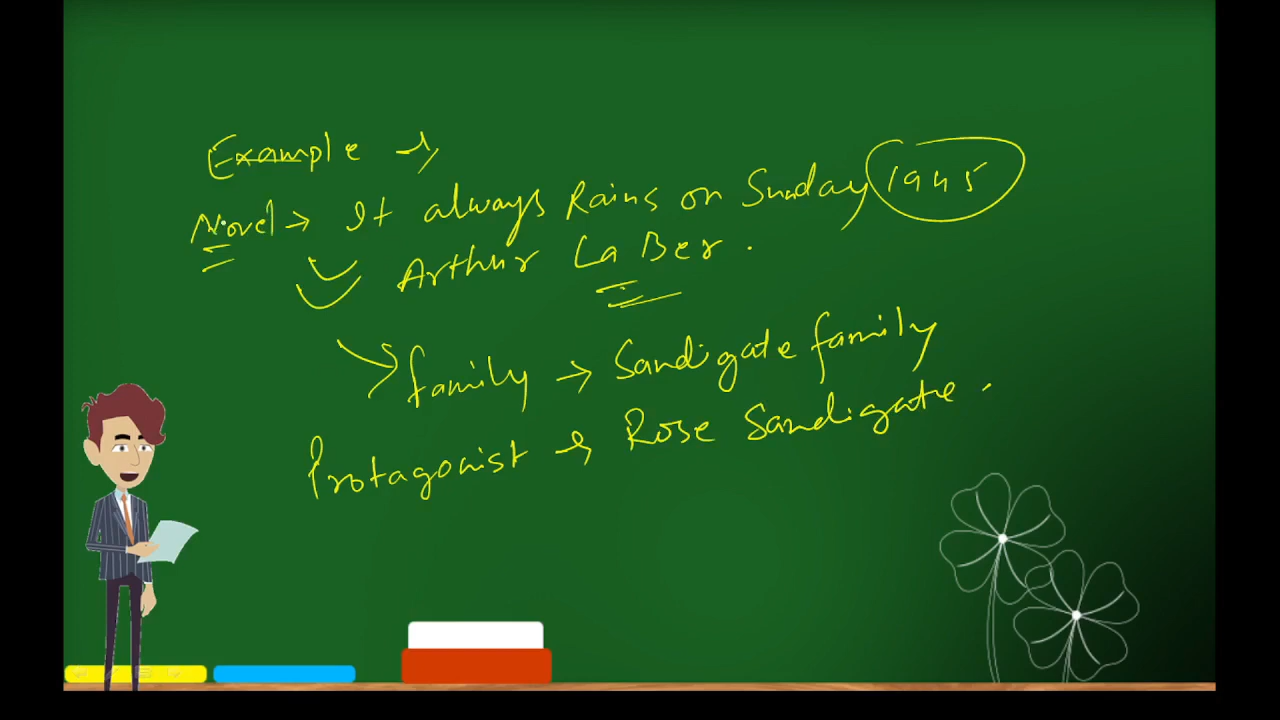 Example →
Novel → It always Rains on Sunday 1945
Arthur La Ber.
family → Sandigate family
Protagonist → Rose Sandigate.